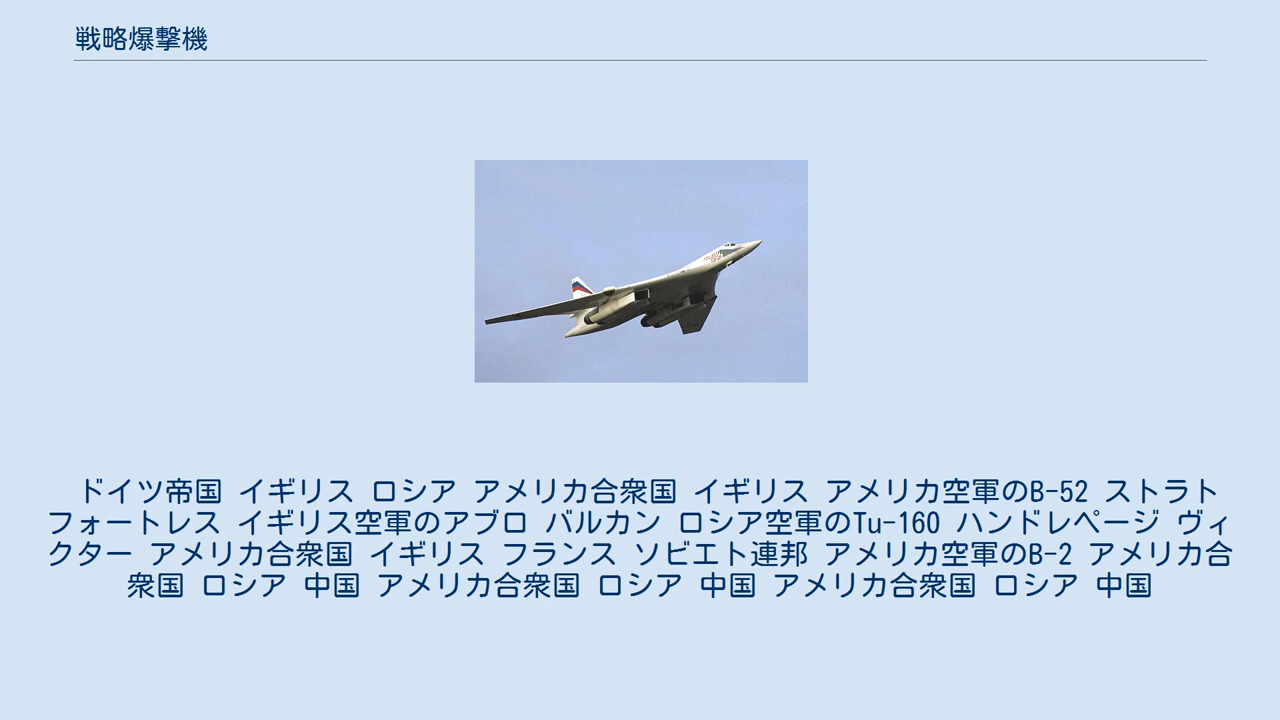 戦略爆撃機
ドイツ帝国 イギリス ロシア アメリカ合衆国 イギリス アメリカ空軍のB-52 ストラト
フォートレス イギリス空軍のアブロ バルカン ロシア空軍のTu-160 ハンドレページ ヴィ
クター アメリカ合衆国 イギリス フランス ソビエト連邦 アメリカ空軍のB-2 アメリカ合
衆国 ロシア 中国 アメリカ合衆国 ロシア 中国 アメリカ合衆国 ロシア 中国